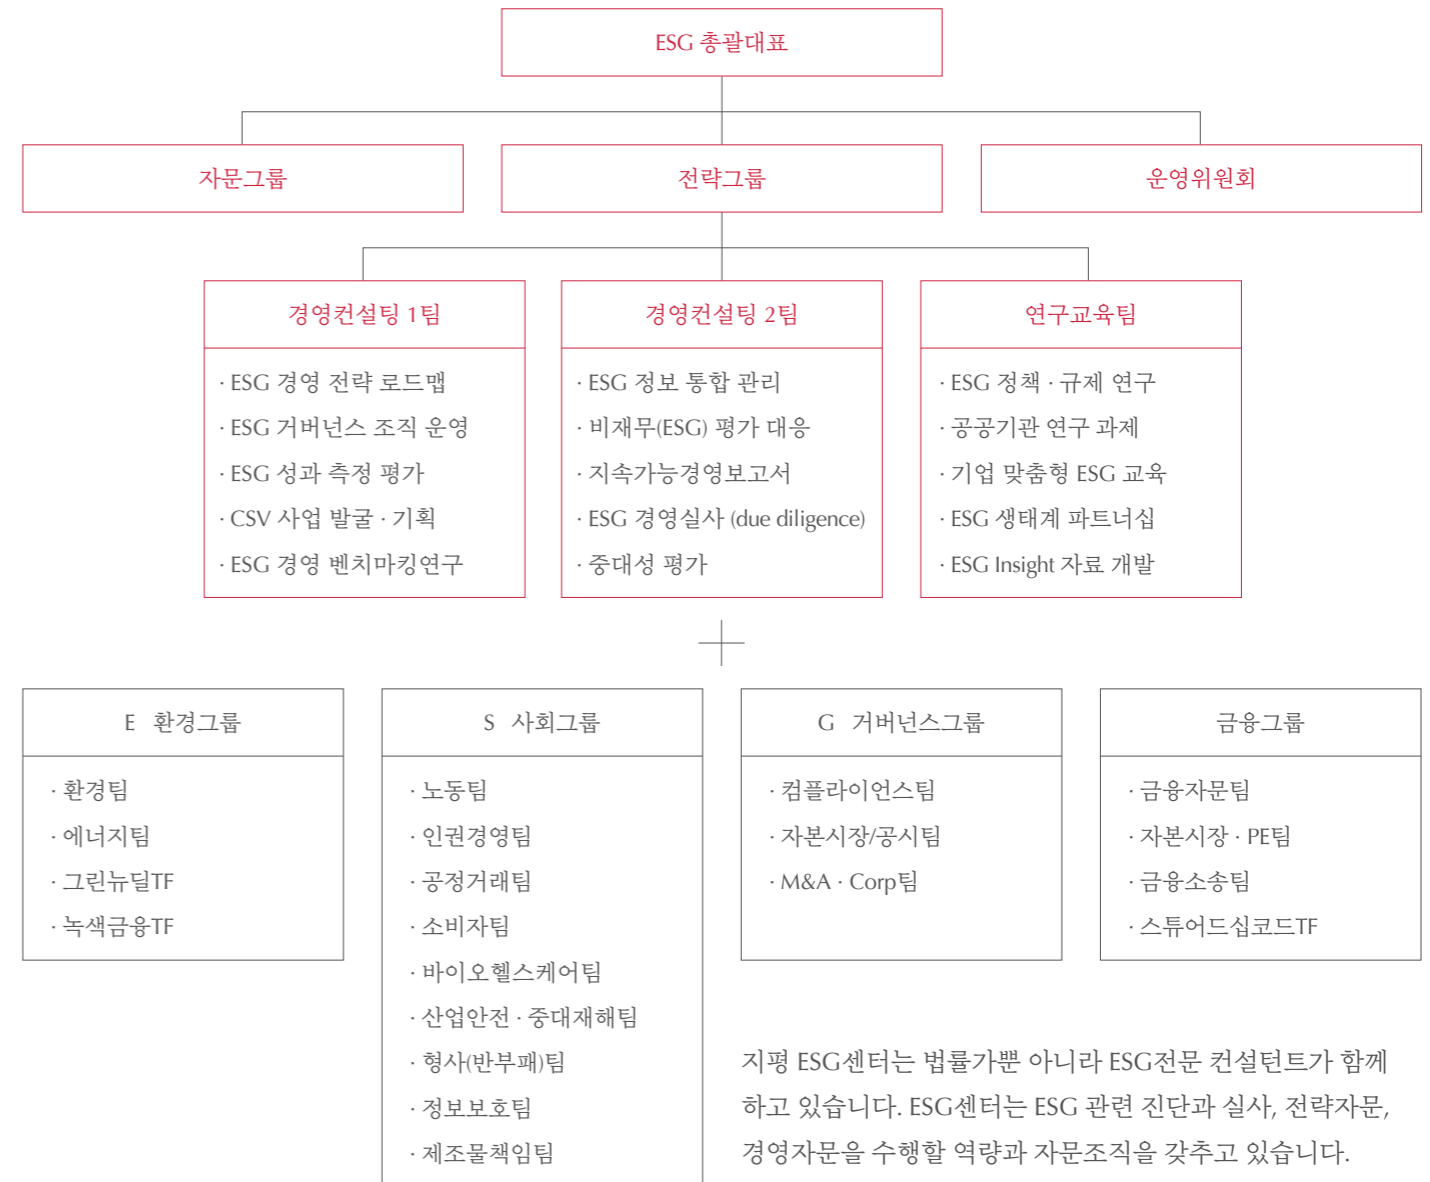 ESG 총괄대표
자문그룹
전략그룹
운영위원회
경영컨설팅 1팀
· ESG 경영 전략 로드맵
· ESG 거버넌스 조직 운영
· ESG 성과 측정 평가
· CSV 사업 발굴 · 기획
· ESG 경영 벤치마킹연구
경영컨설팅 2팀
· ESG 정보 통합 관리
· 비재무(ESG) 평가 대응
· 지속가능경영보고서
· ESG 경영실사 (due diligence)
· 중대성 평가
연구교육팀
· ESG 정책 · 규제 연구
· 공공기관 연구 과제
· 기업 맞춤형 ESG 교육
· ESG 생태계 파트너십
· ESG Insight 자료 개발
E 환경그룹
· 환경팀
· 에너지팀
· 그린뉴딜TF
· 녹색금융TF
S 사회그룹
· 노동팀
· 인권경영팀
· 공정거래팀
· 소비자팀
· 바이오헬스케어팀
· 산업안전 · 중대재해팀
· 형사(반부패)팀
· 정보보호팀
· 제조물책임팀
G 거버넌스그룹
· 컴플라이언스팀
· 자본시장/공시팀
· M&A · Corp팀
금융그룹
· 금융자문팀
· 자본시장 · PE팀
· 금융소송팀
· 스튜어드십코드TF
지평 ESG센터는 법률가뿐 아니라 ESG전문 컨설턴트가 함께
하고 있습니다. ESG센터는 ESG 관련 진단과 실사, 전략자문,
경영자문을 수행할 역량과 자문조직을 갖추고 있습니다.